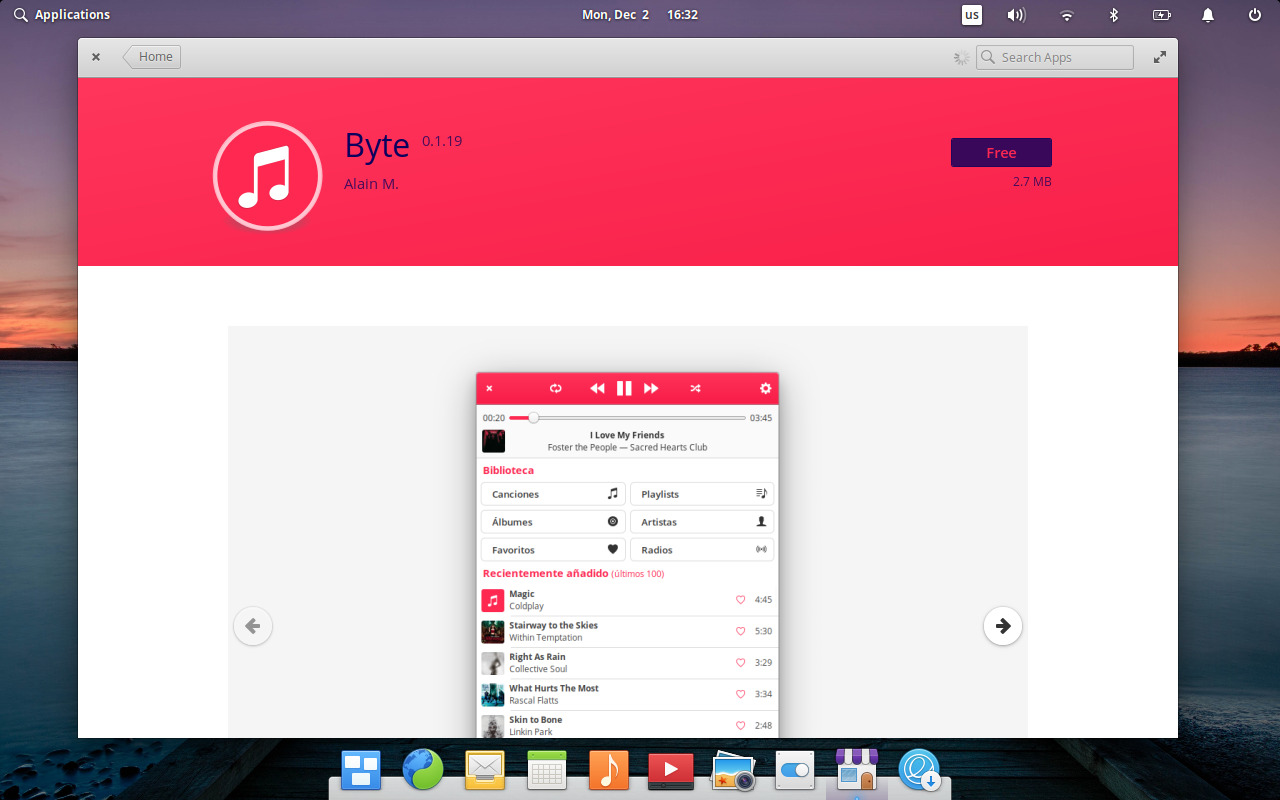 Applications
Mon, Dec 2 16:32
us
Home
Search Apps
Byte 0.1.19
Alain M.
Free
2.7 MB
00:20
03:45
I Love My Friends
Foster the People — Sacred Hearts Club
Biblioteca
Canciones
Playlists
Álbumes
Artistas
Favoritos
Radios
Recientemente añadido (últimos 100)
Magic
Coldplay
4:45
Stairway to the Skies
Within Temptation
5:30
Right As Rain
Collective Soul
3:29
What Hurts The Most
Rascal Flatts
3:34
Skin to Bone
Linkin Park
2:48